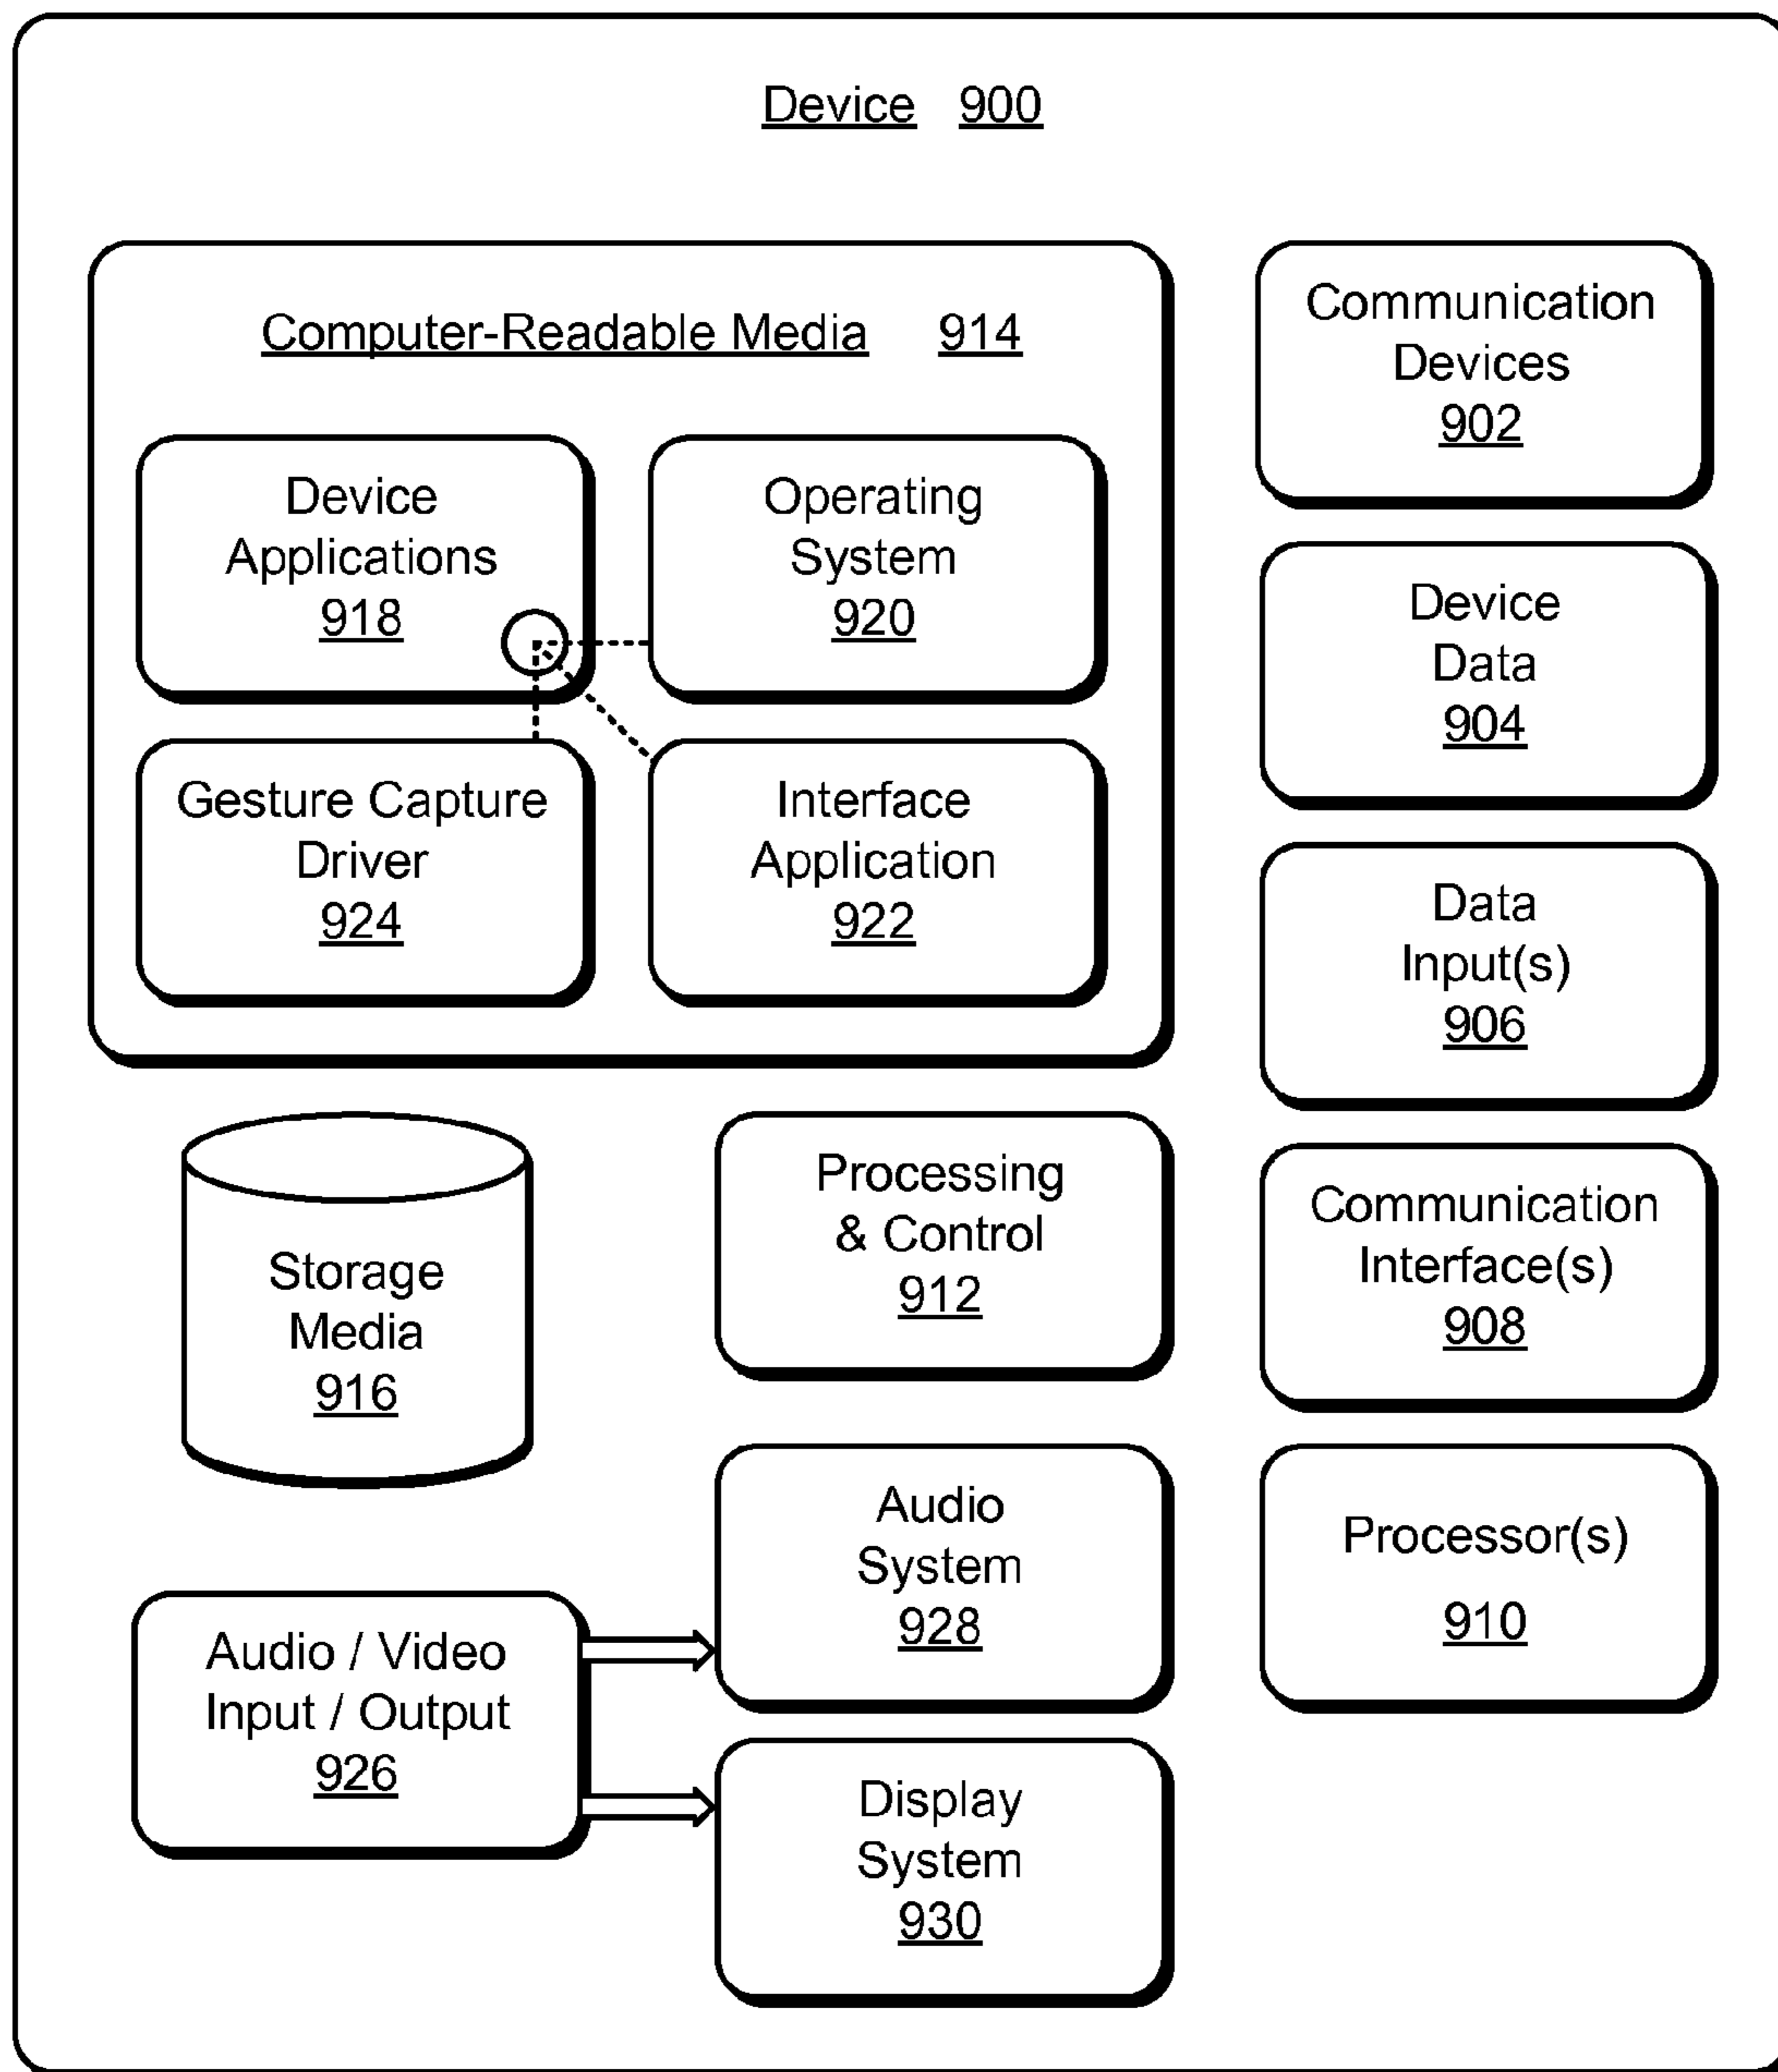 Device 900
Computer-Readable Media 914
Device
Applications
918
Operating
System
920
Gesture Capture
Driver
924
Interface
Application
922
Communication
Devices
902
Device
Data
904
Data
Input(s)
906
Communication
Interface(s)
908
Processor(s)
910
Storage
Media
916
Processing
& Control
912
Audio / Video
Input / Output
926
Audio
System
928
Display
System
930